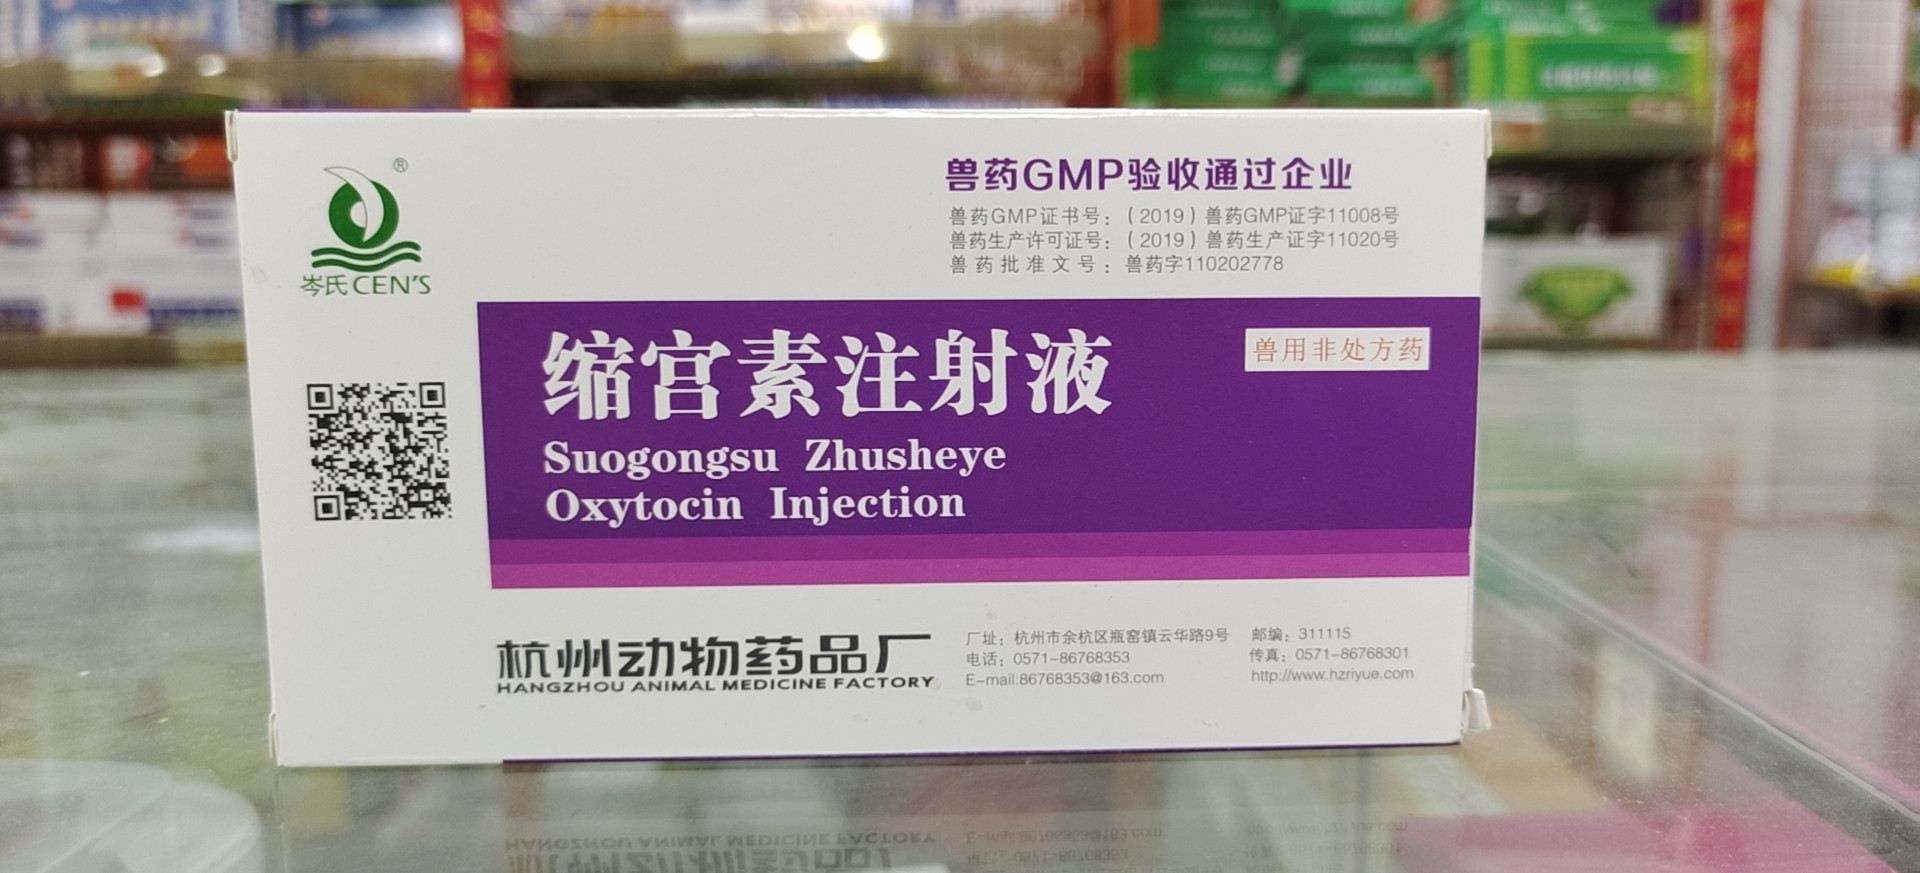 ®
岑氏CEN'S
兽药GMP验收通过企业
兽药GMP证书号：（2019）兽药GMP证字11008号
兽药生产许可证号：（2019）兽药生产证字11020号
兽药批准文号：兽药字110202778
缩宫素注射液
兽用非处方药
Suogongsu Zhusheye
Oxytocin Injection
杭州动物药品厂
HANGZHOU ANIMAL MEDICINE FACTORY
厂址：杭州市余杭区瓶窑镇云华路9号 邮编：311115
电话：0571-86768353 传真：0571-86768301
E-mail:86768353@163.com http://www.hzriyue.com